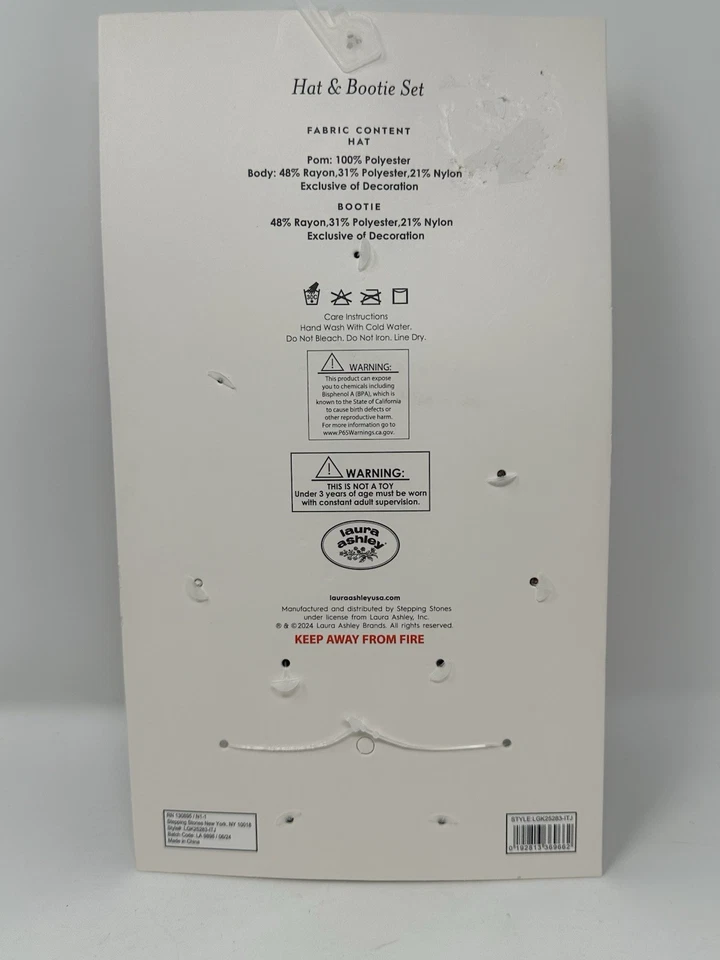 Hat & Bootie Set
FABRIC CONTENT
HAT
Pom: 100% Polyester
Body: 48% Rayon,31% Polyester,21% Nylon
Exclusive of Decoration
BOOTIE
48% Rayon,31% Polyester,21% Nylon
Exclusive of Decoration
Care Instructions
Hand Wash With Cold Water.
Do Not Bleach. Do Not Iron. Line Dry.
WARNING:
This product can expose
you to chemicals including
Bisphenol A (BPA), which is
known to the State of California
to cause birth defects or
other reproductive harm.
For more information go to
www.P65Warnings.ca.gov.
WARNING:
THIS IS NOT A TOY
Under 3 years of age must be worn
with constant adult supervision.
laura
ashley
lauraashleyusa.com
Manufactured and distributed by Stepping Stones
under license from Laura Ashley, Inc.
® & ©2024 Laura Ashley Brands. All rights reserved.
KEEP AWAY FROM FIRE
Stepping Stones New York, NY 10018
Style# LGK25283-ITJ
Made in China
STYLE:LGK25283-ITJ